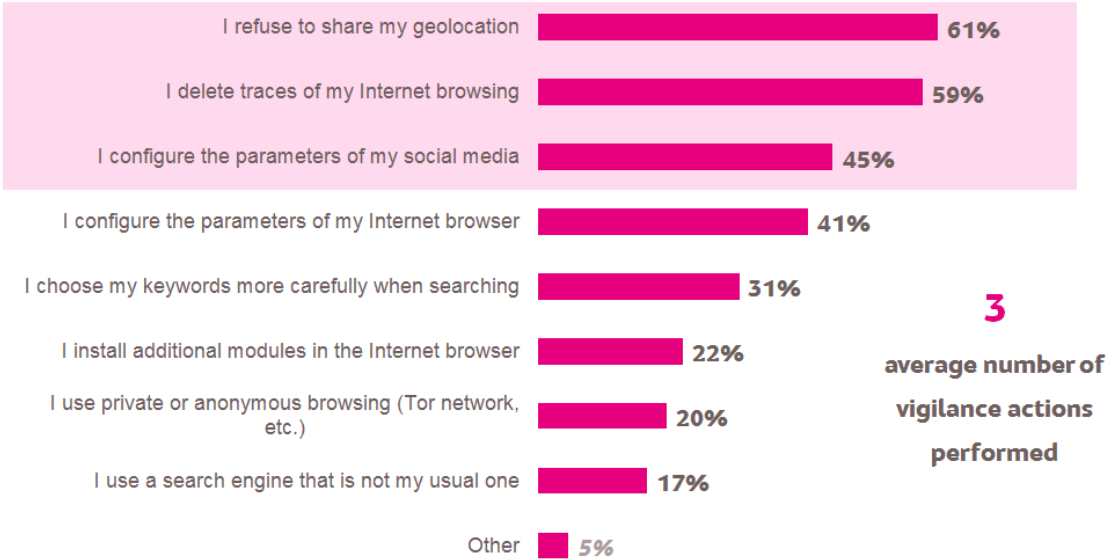 I refuse to share my geolocation 61%
I delete traces of my Internet browsing 59%
I configure the parameters of my social media 45%
I configure the parameters of my Internet browser 41%
I choose my keywords more carefully when searching 31%
I install additional modules in the Internet browser 22%
I use private or anonymous browsing (Tor network,
etc.) 20%
I use a search engine that is not my usual one 17%
Other 5%
3
average number of
vigilance actions
performed